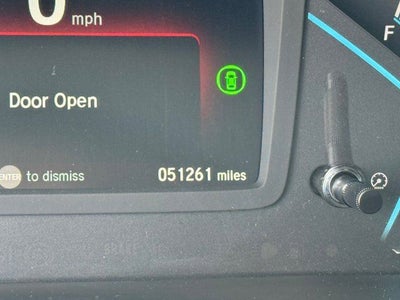 0
mph
F
Door Open
ENTER to dismiss
051261 miles